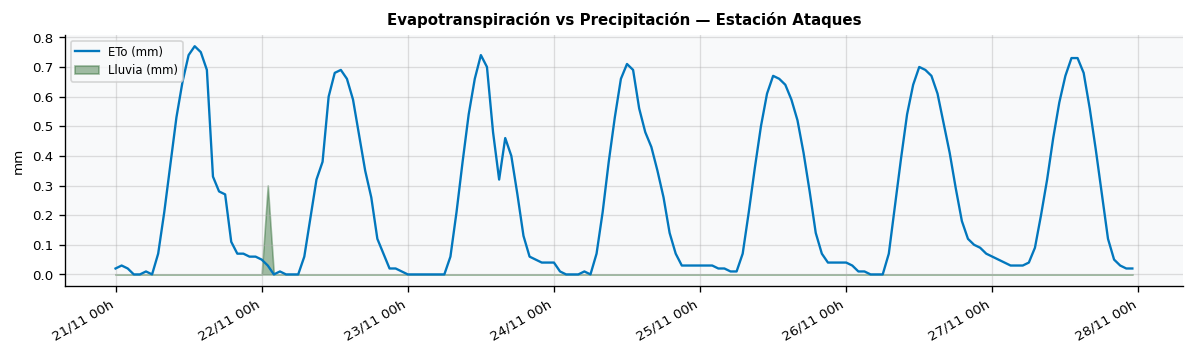 Evapotranspiración vs Precipitación — Estación Ataques
ETo (mm)
Lluvia (mm)
mm
0.8
0.7
0.6
0.5
0.4
0.3
0.2
0.1
0.0
21/11 00h
22/11 00h
23/11 00h
24/11 00h
25/11 00h
26/11 00h
27/11 00h
28/11 00h